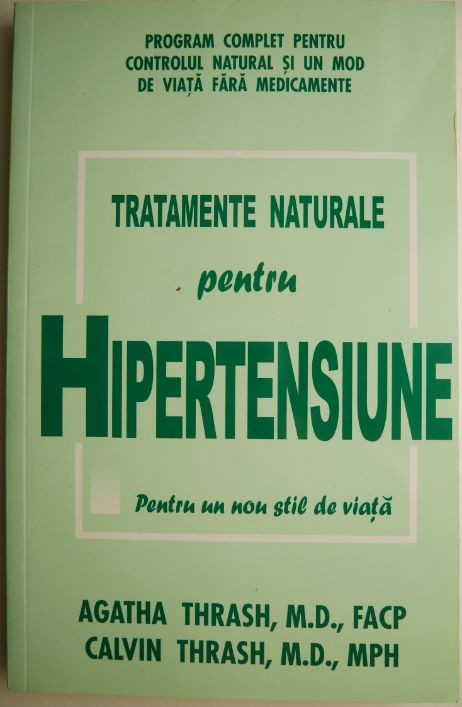 PROGRAM COMPLET PENTRU
CONTROLUL NATURAL ȘI UN MOD
DE VIAȚĂ FĂRĂ MEDICAMENTE
TRATAMENTE NATURALE
pentru
HIPERTENSIUNE
Pentru un nou stil de viață
AGATHA THRASH, M.D., FACP
CALVIN THRASH, M.D., MPH